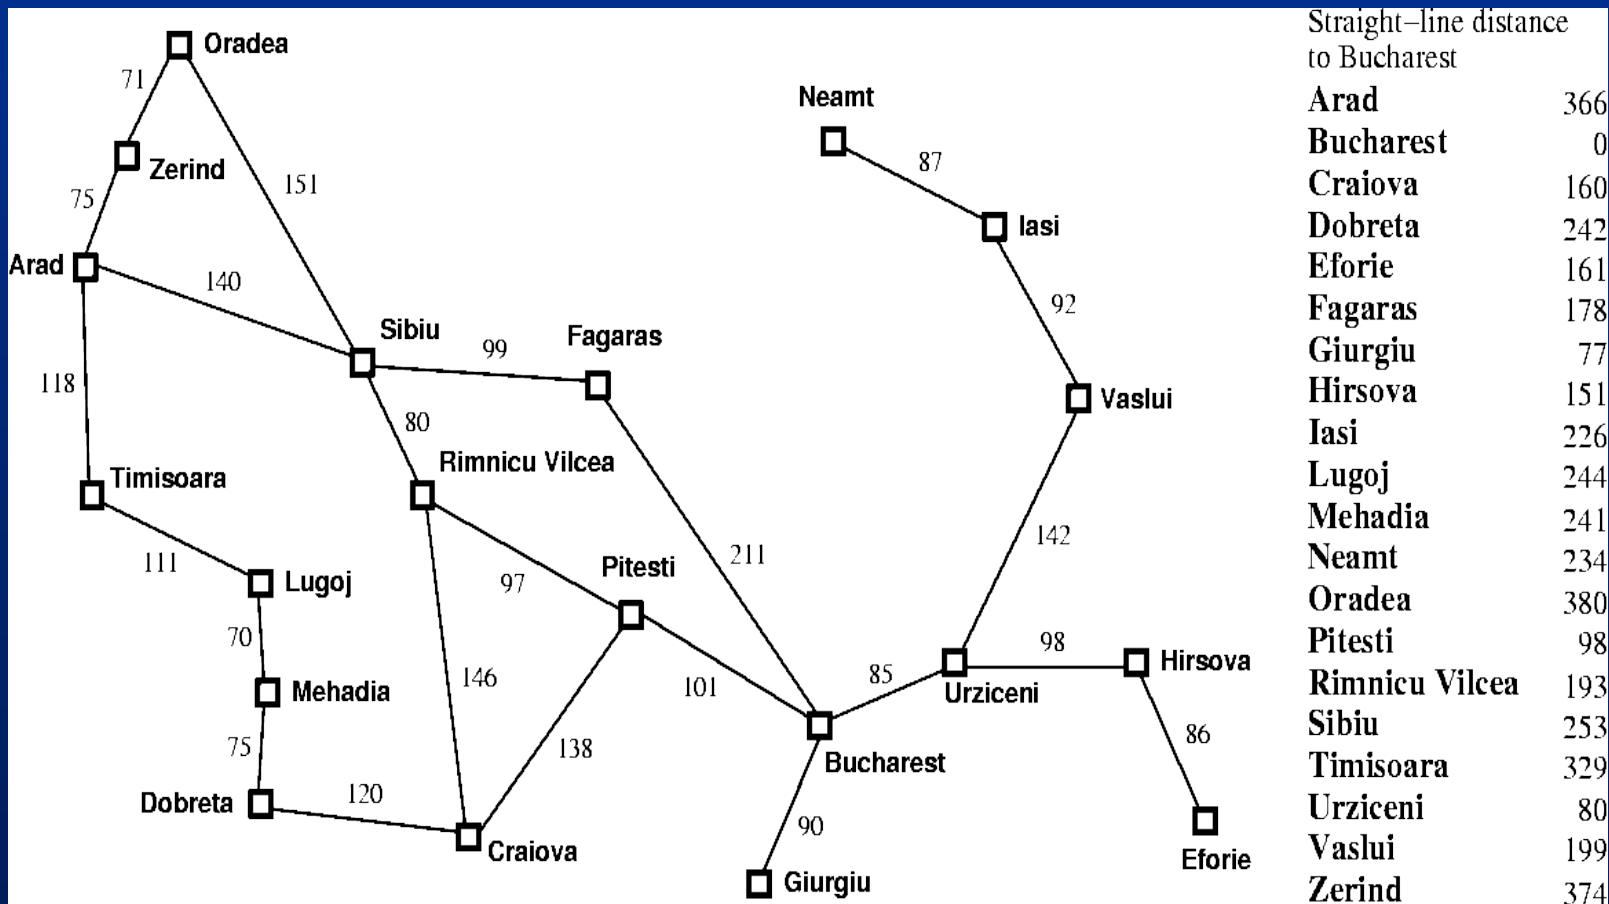 Oradea
71
Zerind
75
151
Arad
140
Sibiu
99
Fagaras
118
80
Rimnicu Vilcea
Timisoara
111
Lugoj
97
Pitesti
211
70
Mehadia
146
101
75
138
Dobreta
120
Craiova
Neamt
87
Iasi
92
Vaslui
142
98
Hirsova
85
Urziceni
86
Bucharest
90
Giurgiu
Eforie
Straight–line distance
to Bucharest
Arad 366
Bucharest 0
Craiova 160
Dobreta 242
Eforie 161
Fagaras 178
Giurgiu 77
Hirsova 151
Iasi 226
Lugoj 244
Mehadia 241
Neamt 234
Oradea 380
Pitesti 98
Rimnicu Vilcea 193
Sibiu 253
Timisoara 329
Urziceni 80
Vaslui 199
Zerind 374